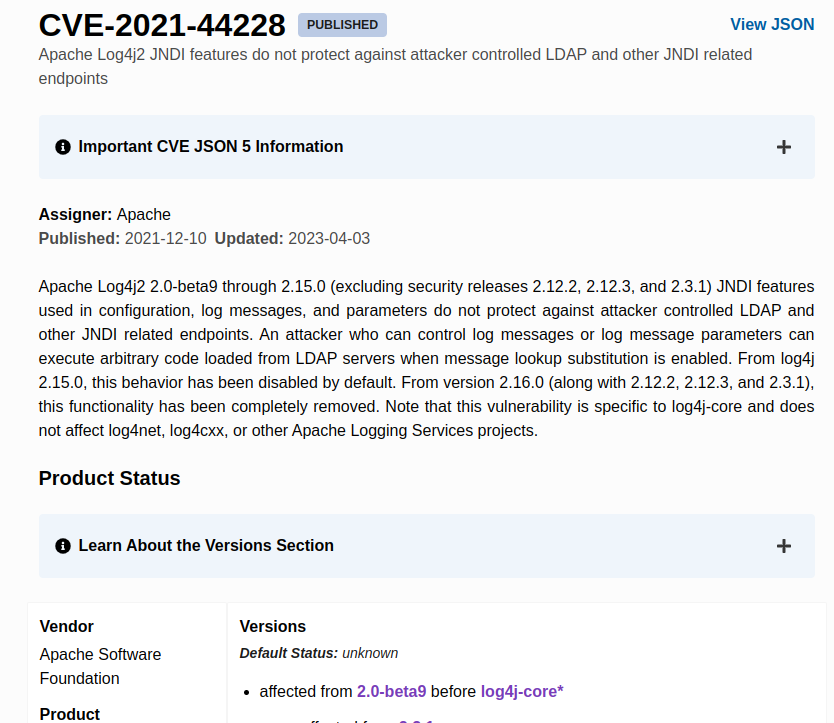 CVE-2021-44228 PUBLISHED View JSON
Apache Log4j2 JNDI features do not protect against attacker controlled LDAP and other JNDI related
endpoints
Important CVE JSON 5 Information
Assigner: Apache
Published: 2021-12-10 Updated: 2023-04-03
Apache Log4j2 2.0-beta9 through 2.15.0 (excluding security releases 2.12.2, 2.12.3, and 2.3.1) JNDI features
used in configuration, log messages, and parameters do not protect against attacker controlled LDAP and
other JNDI related endpoints. An attacker who can control log messages or log message parameters can
execute arbitrary code loaded from LDAP servers when message lookup substitution is enabled. From log4j
2.15.0, this behavior has been disabled by default. From version 2.16.0 (along with 2.12.2, 2.12.3, and 2.3.1),
this functionality has been completely removed. Note that this vulnerability is specific to log4j-core and does
not affect log4net, log4cxx, or other Apache Logging Services projects.
Product Status
Learn About the Versions Section
Vendor
Apache Software
Foundation
Product
Versions
Default Status: unknown
• affected from 2.0-beta9 before log4j-core*